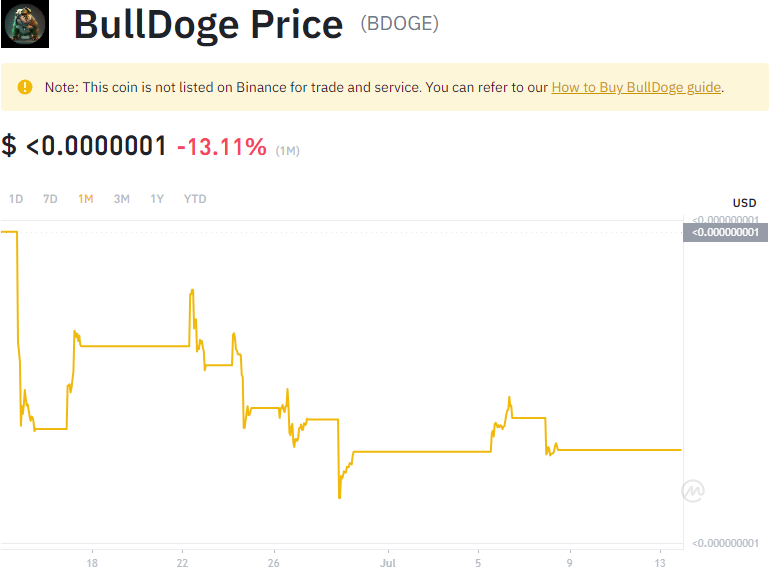 BullDoge Price (BDOGE)
Note: This coin is not listed on Binance for trade and service. You can refer to our How to Buy BullDoge guide.
$ <0.0000001 -13.11% (1M)
1D 7D 1M 3M 1Y YTD
USD
<0.000000001
<0.000000001
<0.000000001
18 22 26 Jul 5 9 13